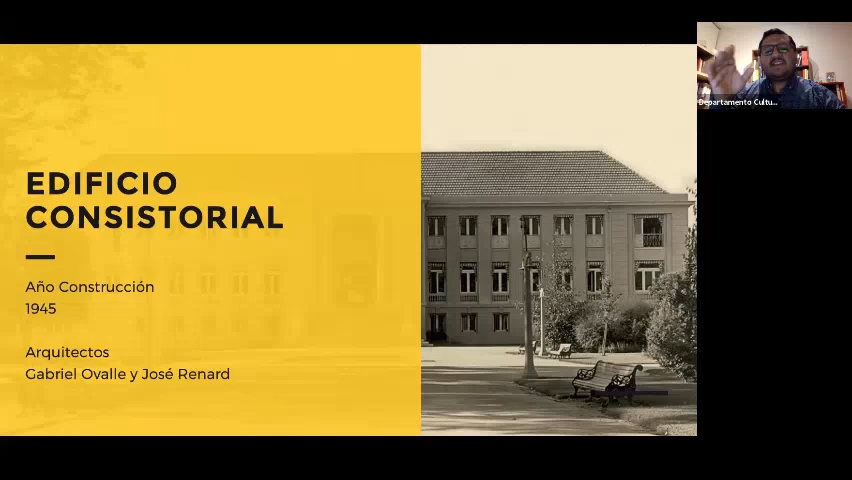 EDIFICIO
CONSISTORIAL
Año Construcción
1945
Arquitectos
Gabriel Ovalle y José Renard
Departamento Cultu...